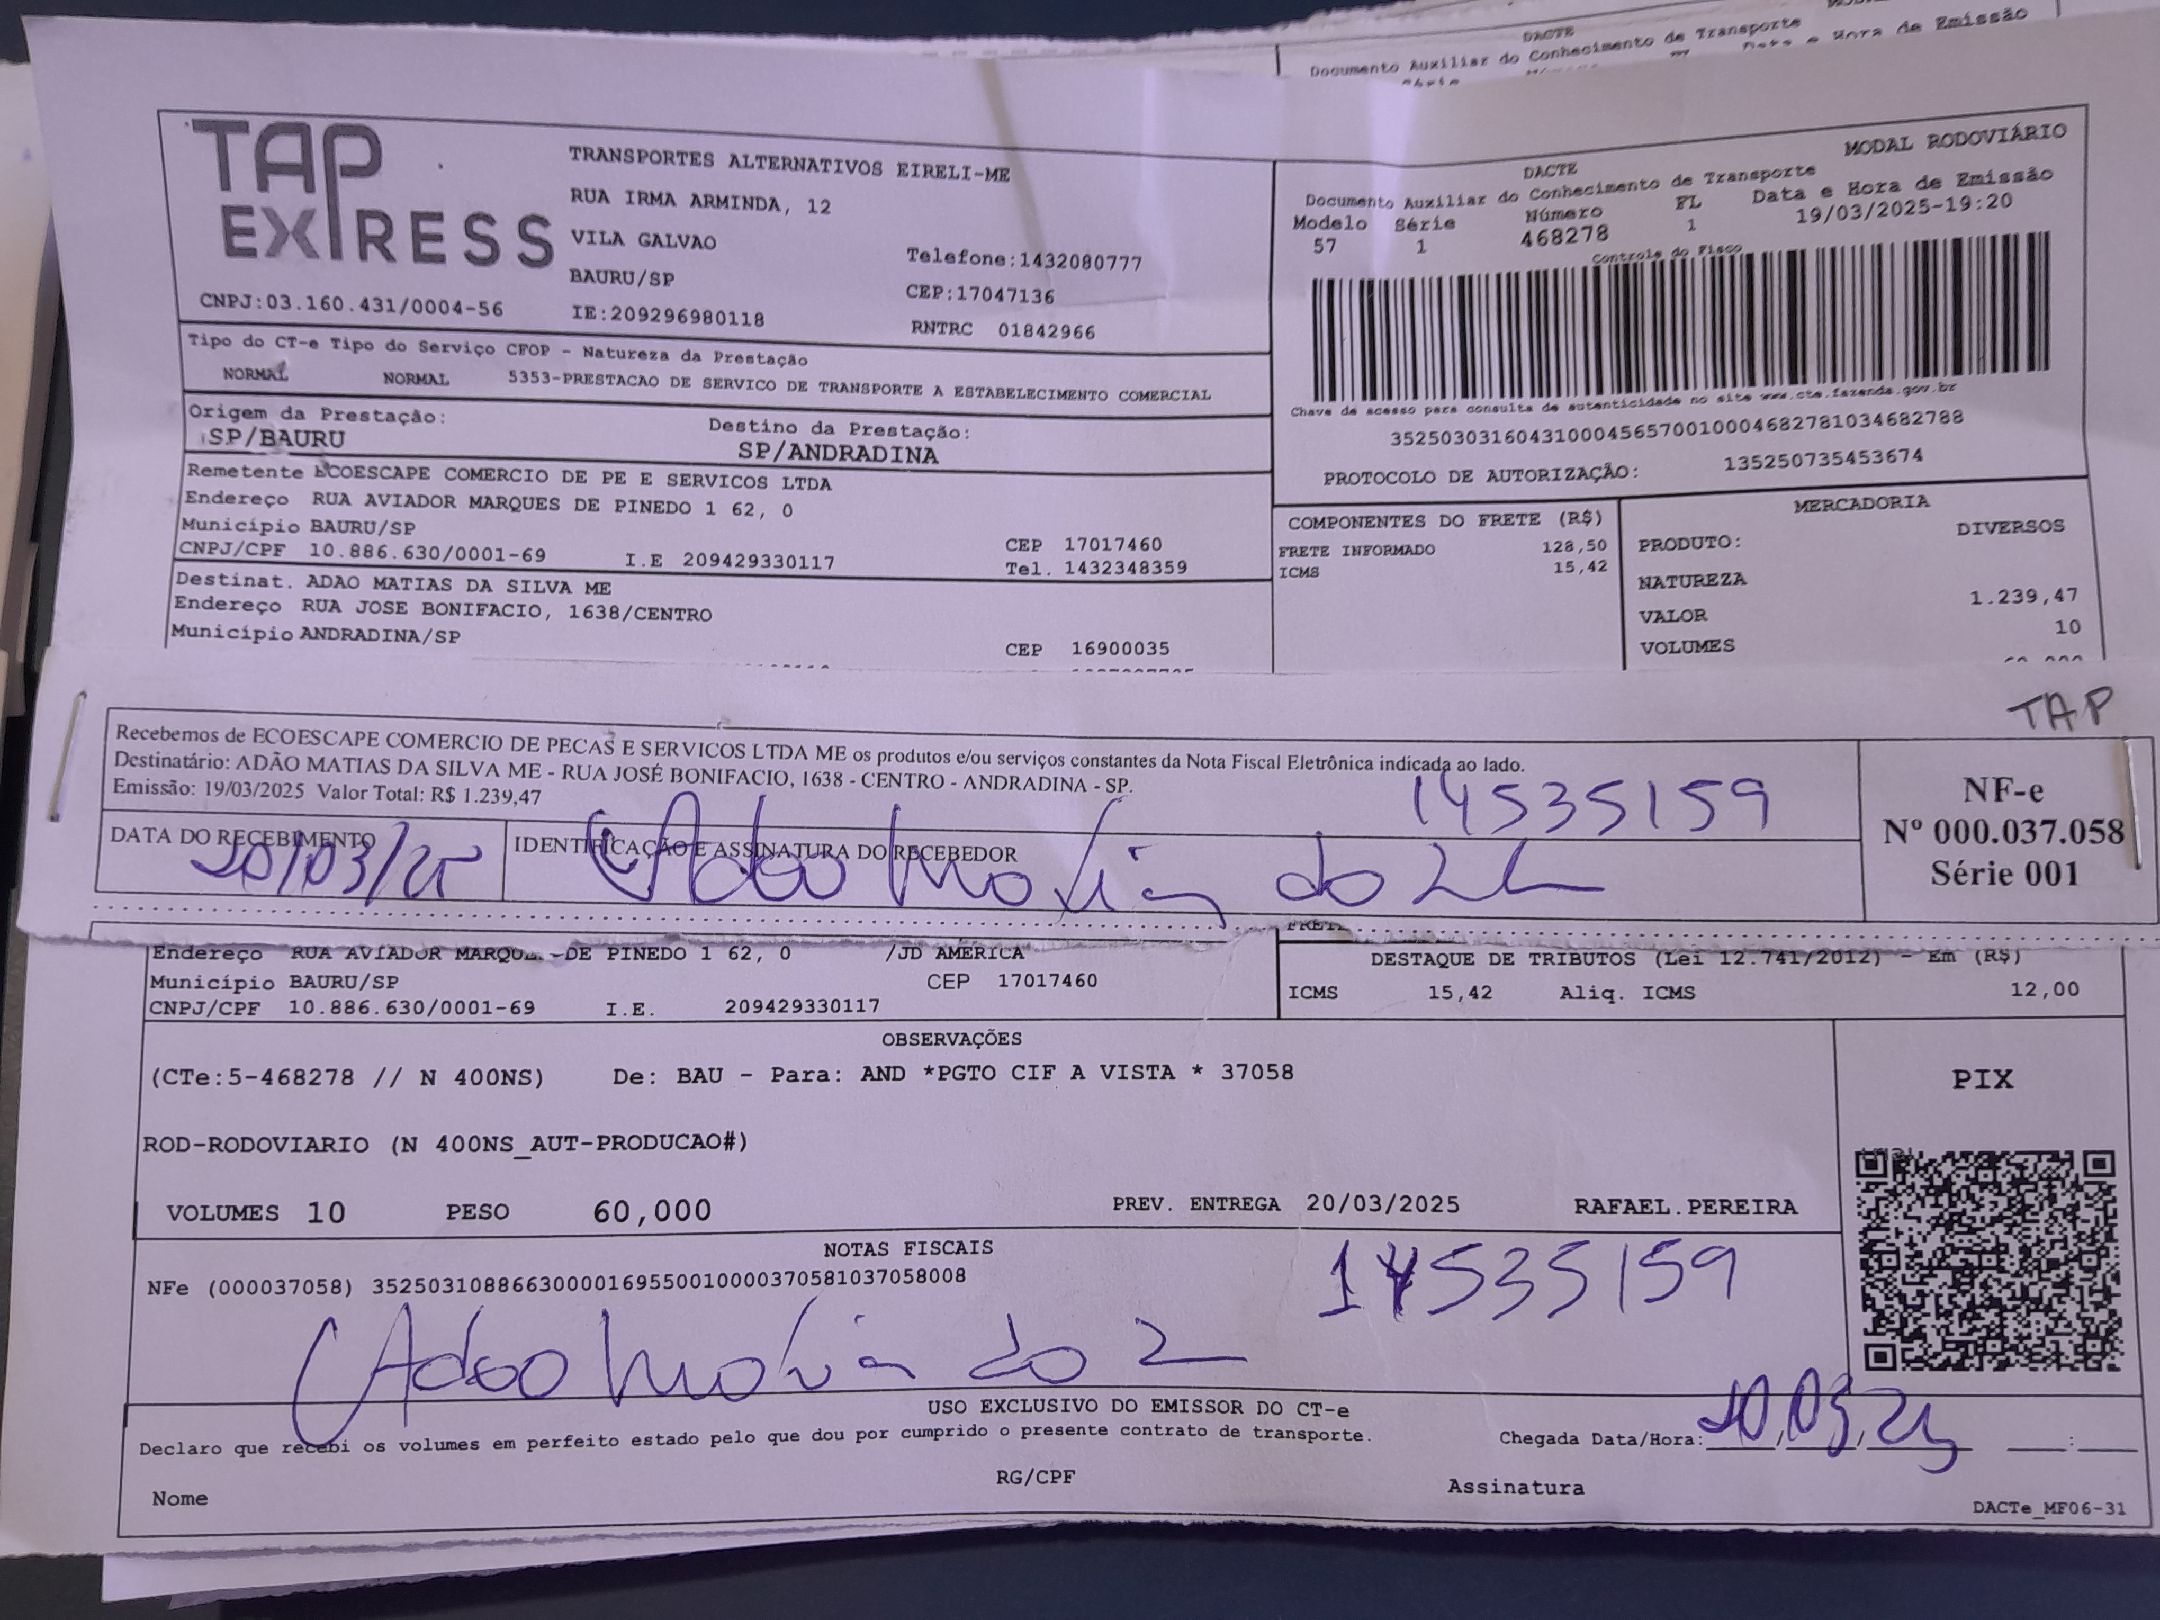 DACTE
Documento Auxiliar do Conhecimento de Transporte
Data e Hora de Emissão
Série
TAP EXPRESS
TRANSPORTES ALTERNATIVOS EIRELI-ME
RUA IRMA ARMINDA, 12
VILA GALVAO
Telefone:1432080777
BAURU/SP
CEP:17047136
CNPJ:03.160.431/0004-56
IE:209296980118
RNTRC 01842966
MODAL RODOVIÁRIO
DACTE
Documento Auxiliar do Conhecimento de Transporte
Modelo Série Número FL Data e Hora de Emissão
57 1 468278 1 19/03/2025-19:20
Controle do Fisco
Chave de acesso para consulta de autenticidade no site www.cte.fazenda.gov.br
35250303160431000456570010004682781034682788
PROTOCOLO DE AUTORIZAÇÃO: 135250735453674
Tipo do CT-e Tipo do Serviço CFOP - Natureza da Prestação
NORMAL NORMAL 5353-PRESTACAO DE SERVICO DE TRANSPORTE A ESTABELECIMENTO COMERCIAL
Origem da Prestação: Destino da Prestação:
SP/BAURU SP/ANDRADINA
Remetente ECOESCAPE COMERCIO DE PE E SERVICOS LTDA
Endereço RUA AVIADOR MARQUES DE PINEDO 1 62, 0
Município BAURU/SP CEP 17017460
CNPJ/CPF 10.886.630/0001-69 I.E 209429330117 Tel. 1432348359
Destinat. ADAO MATIAS DA SILVA ME
Endereço RUA JOSE BONIFACIO, 1638/CENTRO
Município ANDRADINA/SP CEP 16900035
COMPONENTES DO FRETE (R$)
FRETE INFORMADO 128,50
ICMS 15,42
MERCADORIA
PRODUTO: DIVERSOS
NATUREZA
VALOR 1.239,47
VOLUMES 10
TAP
Recebemos de ECOESCAPE COMERCIO DE PECAS E SERVICOS LTDA ME os produtos e/ou serviços constantes da Nota Fiscal Eletrônica indicada ao lado.
Destinatário: ADÃO MATIAS DA SILVA ME - RUA JOSÉ BONIFACIO, 1638 - CENTRO - ANDRADINA - SP.
Emissão: 19/03/2025 Valor Total: R$ 1.239,47
14535159
DATA DO RECEBIMENTO
20/03/25
IDENTIFICAÇÃO E ASSINATURA DO RECEBEDOR
NF-e
Nº 000.037.058
Série 001
Endereço RUA AVIADOR MARQUE DE PINEDO 1 62, 0 /JD AMERICA
Município BAURU/SP CEP 17017460
CNPJ/CPF 10.886.630/0001-69 I.E. 209429330117
DESTAQUE DE TRIBUTOS (Lei 12.741/2012) - Em (R$)
ICMS 15,42 Aliq. ICMS 12,00
OBSERVAÇÕES
(CTe:5-468278 // N 400NS) De: BAU - Para: AND *PGTO CIF A VISTA * 37058
PIX
ROD-RODOVIARIO (N 400NS_AUT-PRODUCAO#)
VOLUMES 10 PESO 60,000 PREV. ENTREGA 20/03/2025 RAFAEL.PEREIRA
NOTAS FISCAIS
NFe (000037058) 35250310886630000169550010000370581037058008
14535159
USO EXCLUSIVO DO EMISSOR DO CT-e
Declaro que recebi os volumes em perfeito estado pelo que dou por cumprido o presente contrato de transporte. Chegada Data/Hora: 20/03/25 __:__
Nome RG/CPF Assinatura
DACTe_MF06-31